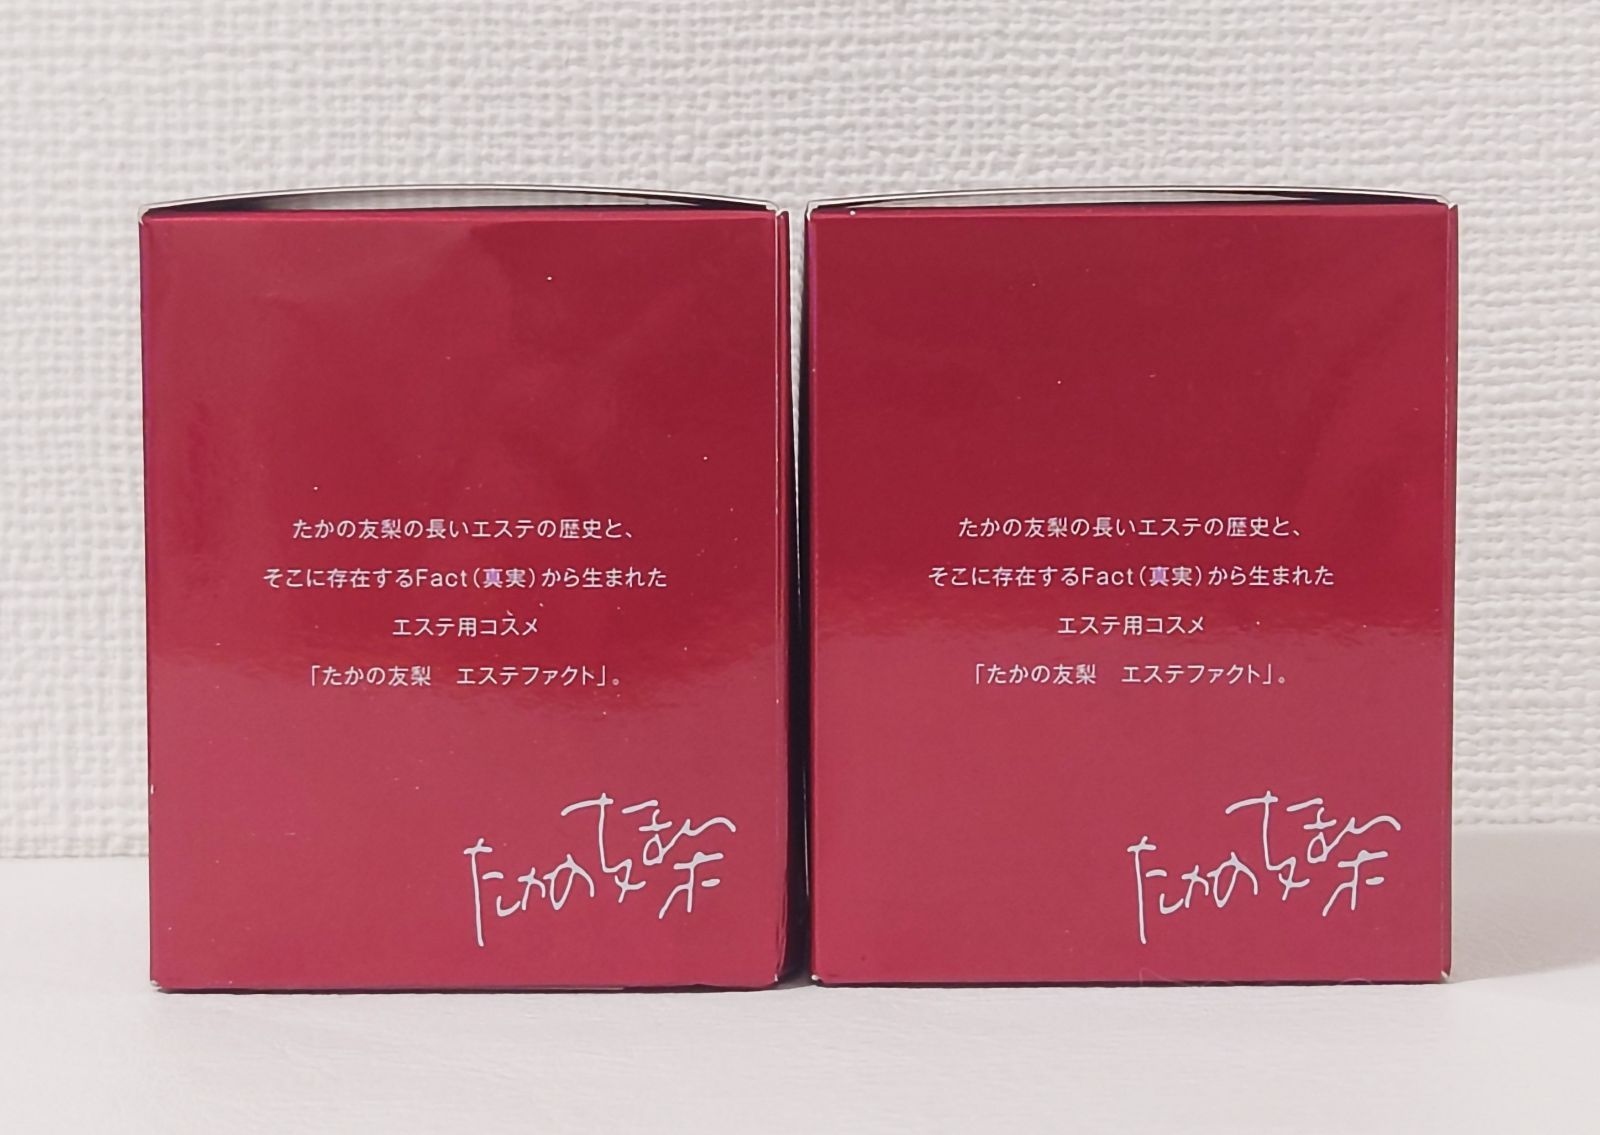 たかの友梨の長いエステの歴史と、
そこに存在するFact（真実）から生まれた
エステ用コスメ
「たかの友梨　エステファクト」。
たかの友梨
たかの友梨の長いエステの歴史と、
そこに存在するFact（真実）から生まれた
エステ用コスメ
「たかの友梨　エステファクト」。
たかの友梨